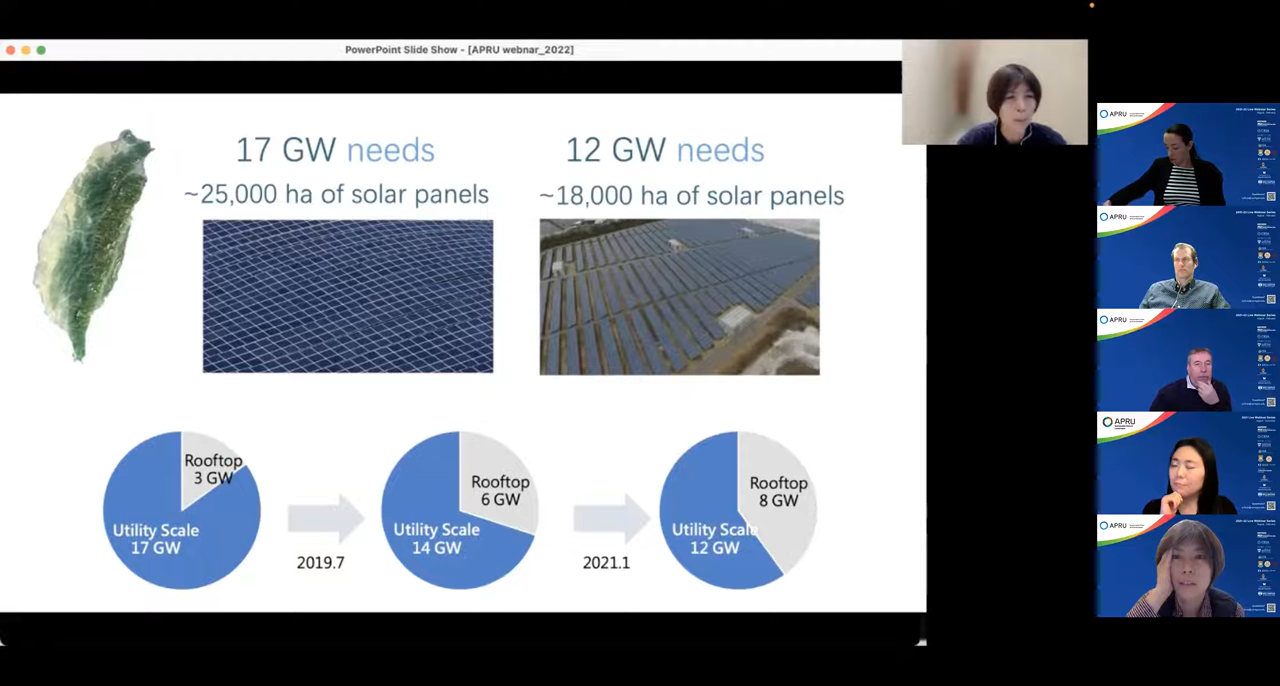 PowerPoint Slide Show - [APRU webnar_2022]
17 GW needs
~25,000 ha of solar panels
12 GW needs
~18,000 ha of solar panels
Rooftop
3 GW
Utility Scale
17 GW
2019.7
Rooftop
6 GW
Utility Scale
14 GW
2021.1
Rooftop
8 GW
Utility Scale
12 GW
APRU
APRU
APRU
APRU
APRU